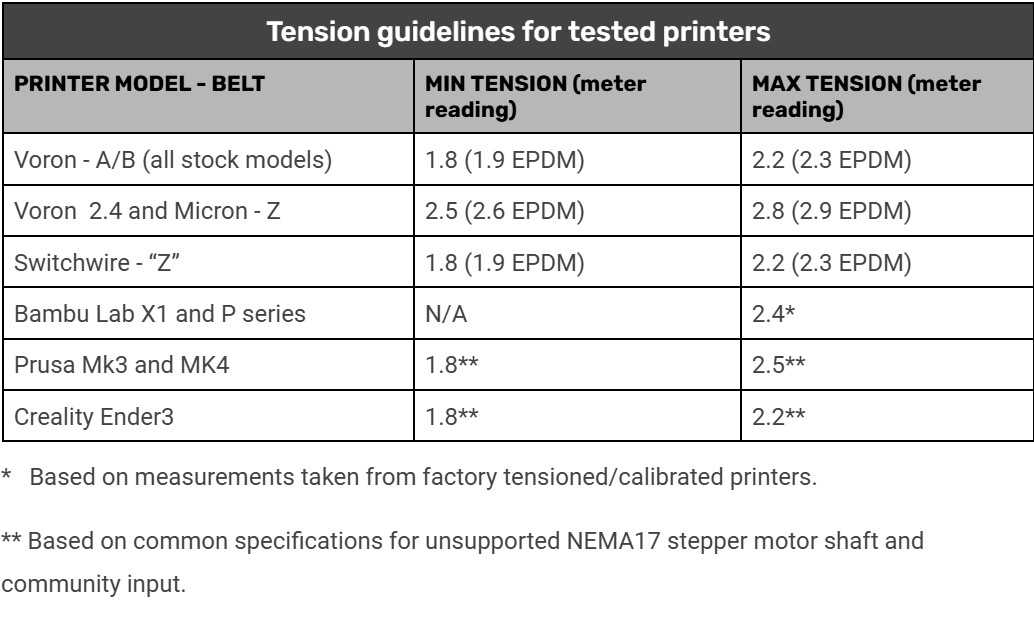 Tension guidelines for tested printers
PRINTER MODEL - BELT MIN TENSION (meter reading) MAX TENSION (meter reading)
Voron - A/B (all stock models) 1.8 (1.9 EPDM) 2.2 (2.3 EPDM)
Voron  2.4 and Micron - Z 2.5 (2.6 EPDM) 2.8 (2.9 EPDM)
Switchwire - “Z” 1.8 (1.9 EPDM) 2.2 (2.3 EPDM)
Bambu Lab X1 and P series N/A 2.4*
Prusa Mk3 and MK4 1.8** 2.5**
Creality Ender3 1.8** 2.2**
*   Based on measurements taken from factory tensioned/calibrated printers.
** Based on common specifications for unsupported NEMA17 stepper motor shaft and
community input.